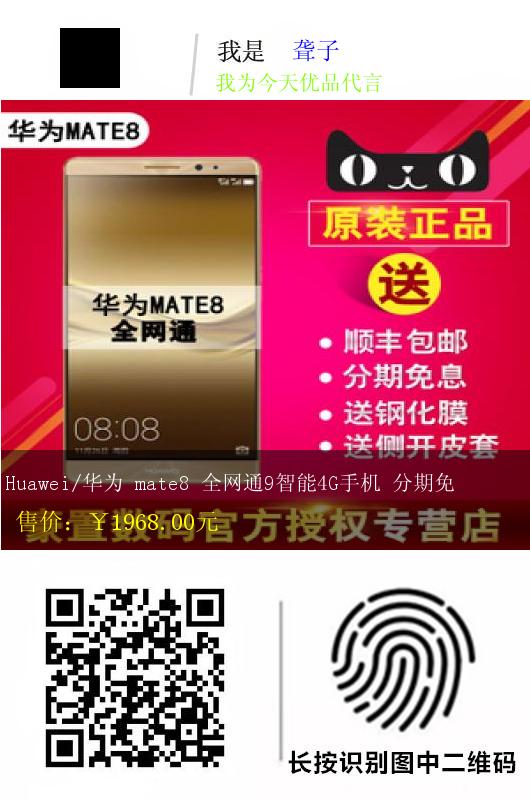 我是 聋子
我为今天优品代言
华为MATE8
原装正品
送
华为MATE8
全网通
顺丰包邮
分期免息
送钢化膜
送侧开皮套
08:08
HUAWEI
Huawei/华为 mate8 全网通9智能4G手机 分期免
售价：￥1968.00元
聚置数码官方授权专营店
长按识别图中二维码